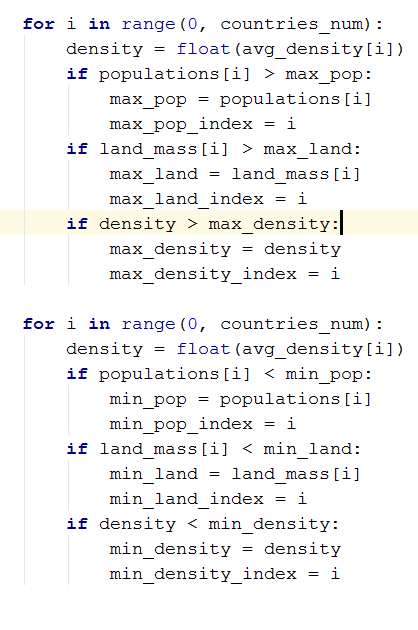 for i in range(0, countries_num):
    density = float(avg_density[i])
    if populations[i] > max_pop:
        max_pop = populations[i]
        max_pop_index = i
    if land_mass[i] > max_land:
        max_land = land_mass[i]
        max_land_index = i
    if density > max_density:
        max_density = density
        max_density_index = i

for i in range(0, countries_num):
    density = float(avg_density[i])
    if populations[i] < min_pop:
        min_pop = populations[i]
        min_pop_index = i
    if land_mass[i] < min_land:
        min_land = land_mass[i]
        min_land_index = i
    if density < min_density:
        min_density = density
        min_density_index = i